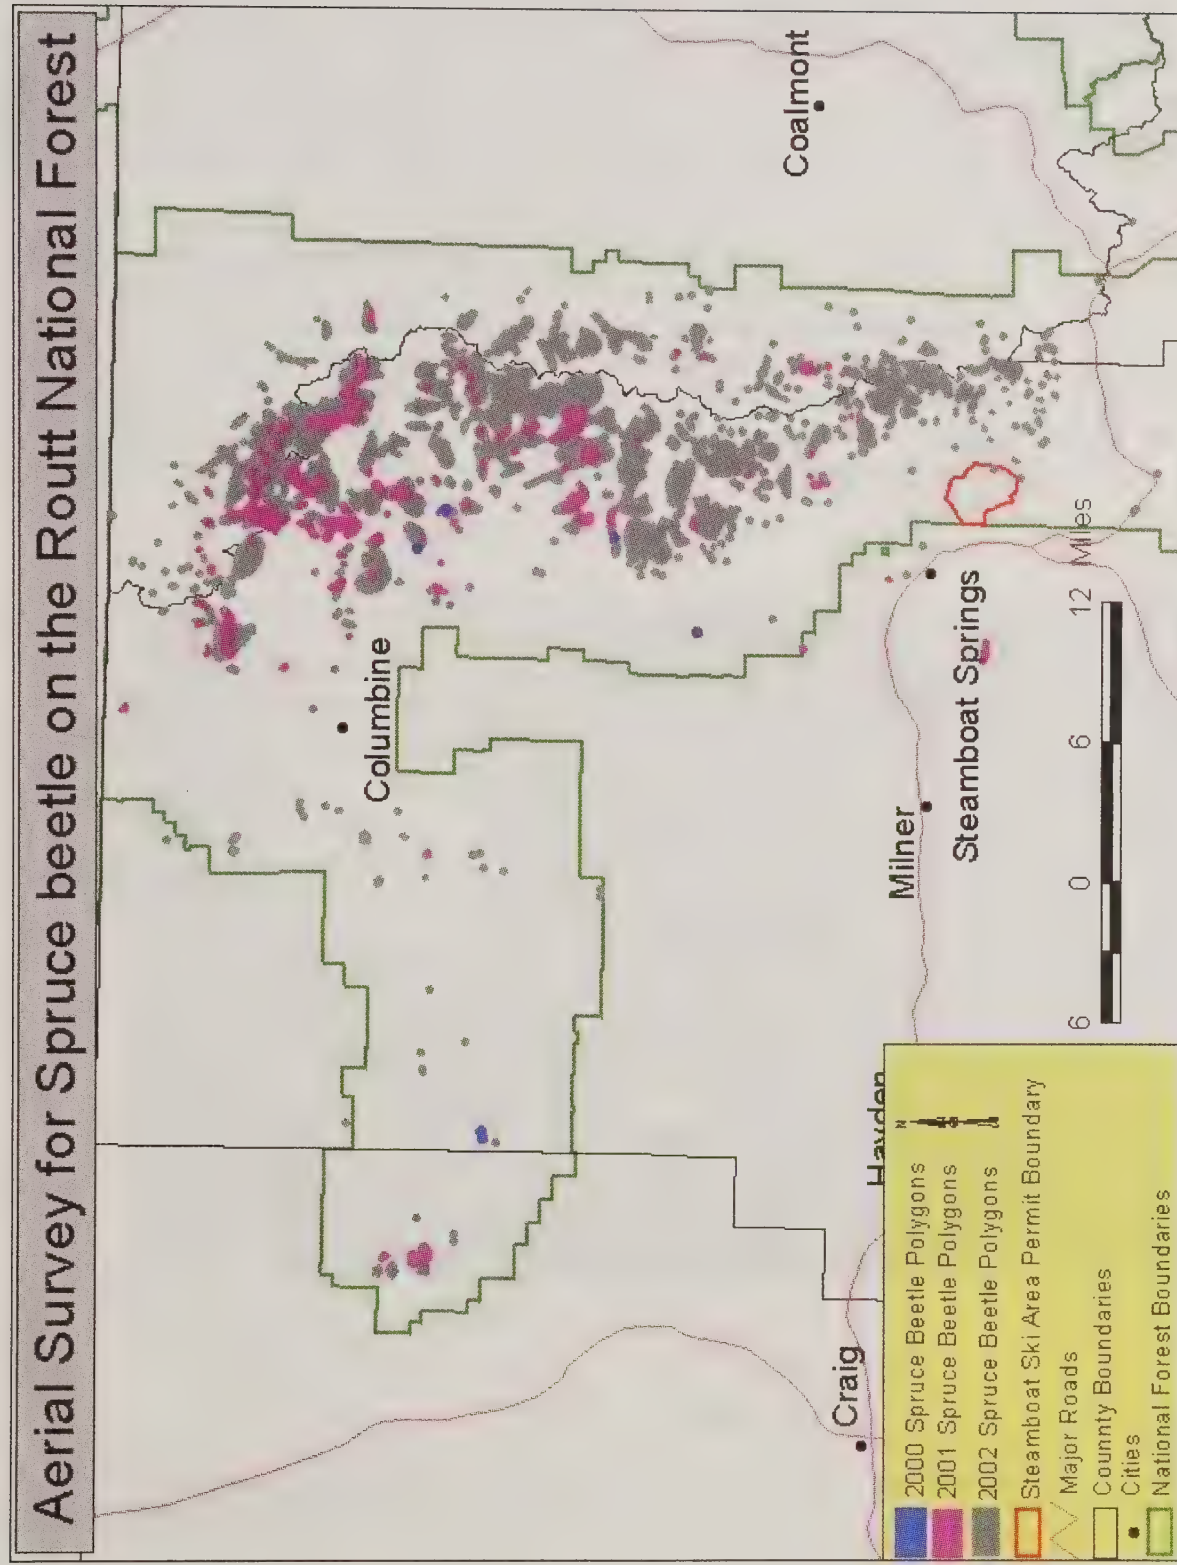 Aerial Survey for Spruce beetle on the Routt National Forest
Coalmont
Columbine
Steamboat Springs
Milner
Hayden
Craig
6 0 6 12 Miles
N
2000 Spruce Beetle Polygons
2001 Spruce Beetle Polygons
2002 Spruce Beetle Polygons
Steamboat Ski Area Permit Boundary
Major Roads
Counnty Boundaries
Cities
National Forest Boundaries